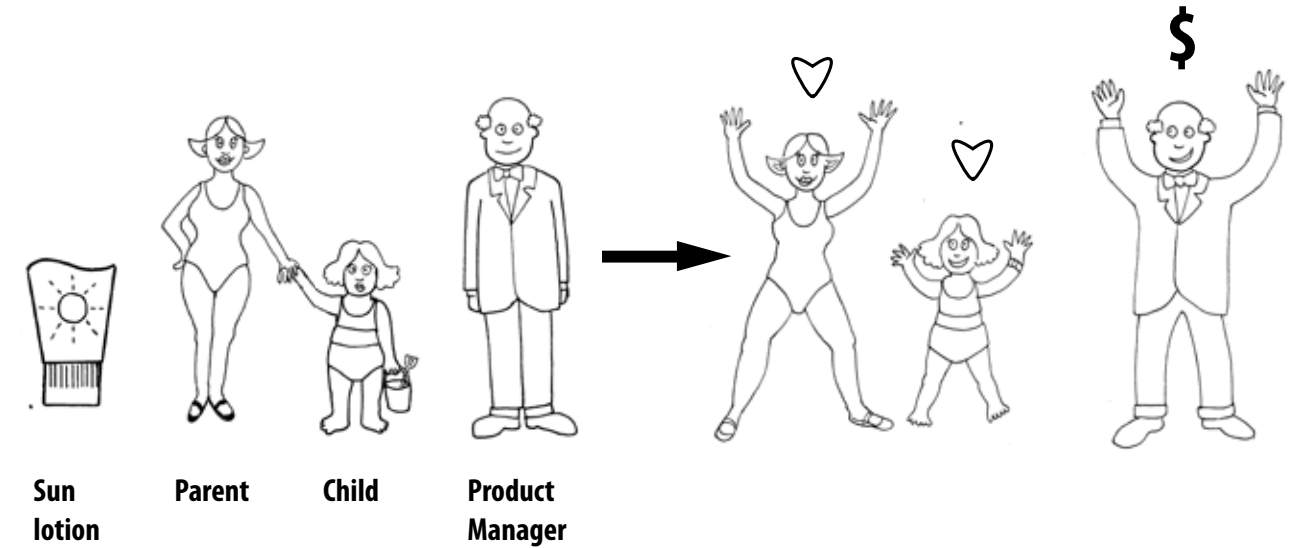 $
Sun
lotion
Parent
Child
Product
Manager